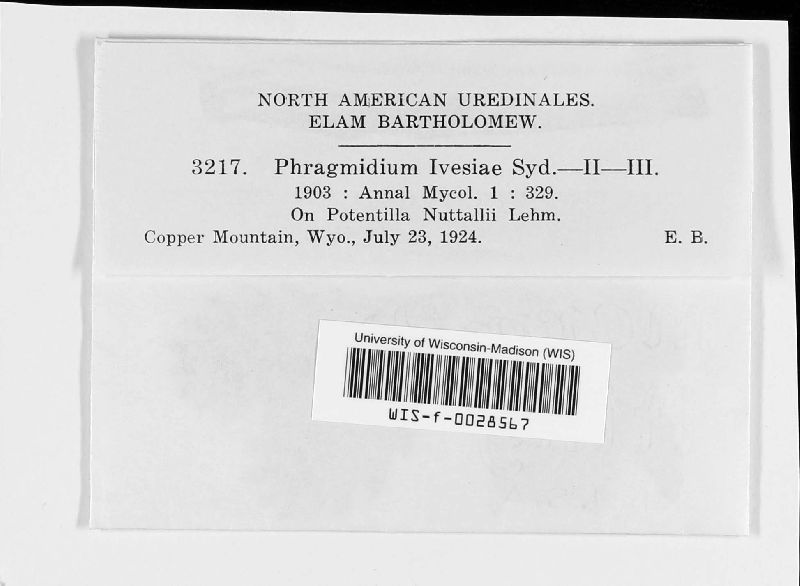 NORTH AMERICAN UREDINALES.
ELAM BARTHOLOMEW.
3217. Phragmidium Ivesiae Syd.—II—III.
1903 : Annal Mycol. 1 : 329.
On Potentilla Nuttallii Lehm.
Copper Mountain, Wyo., July 23, 1924. E. B.
University of Wisconsin-Madison (WIS)
WIS-f-0028567